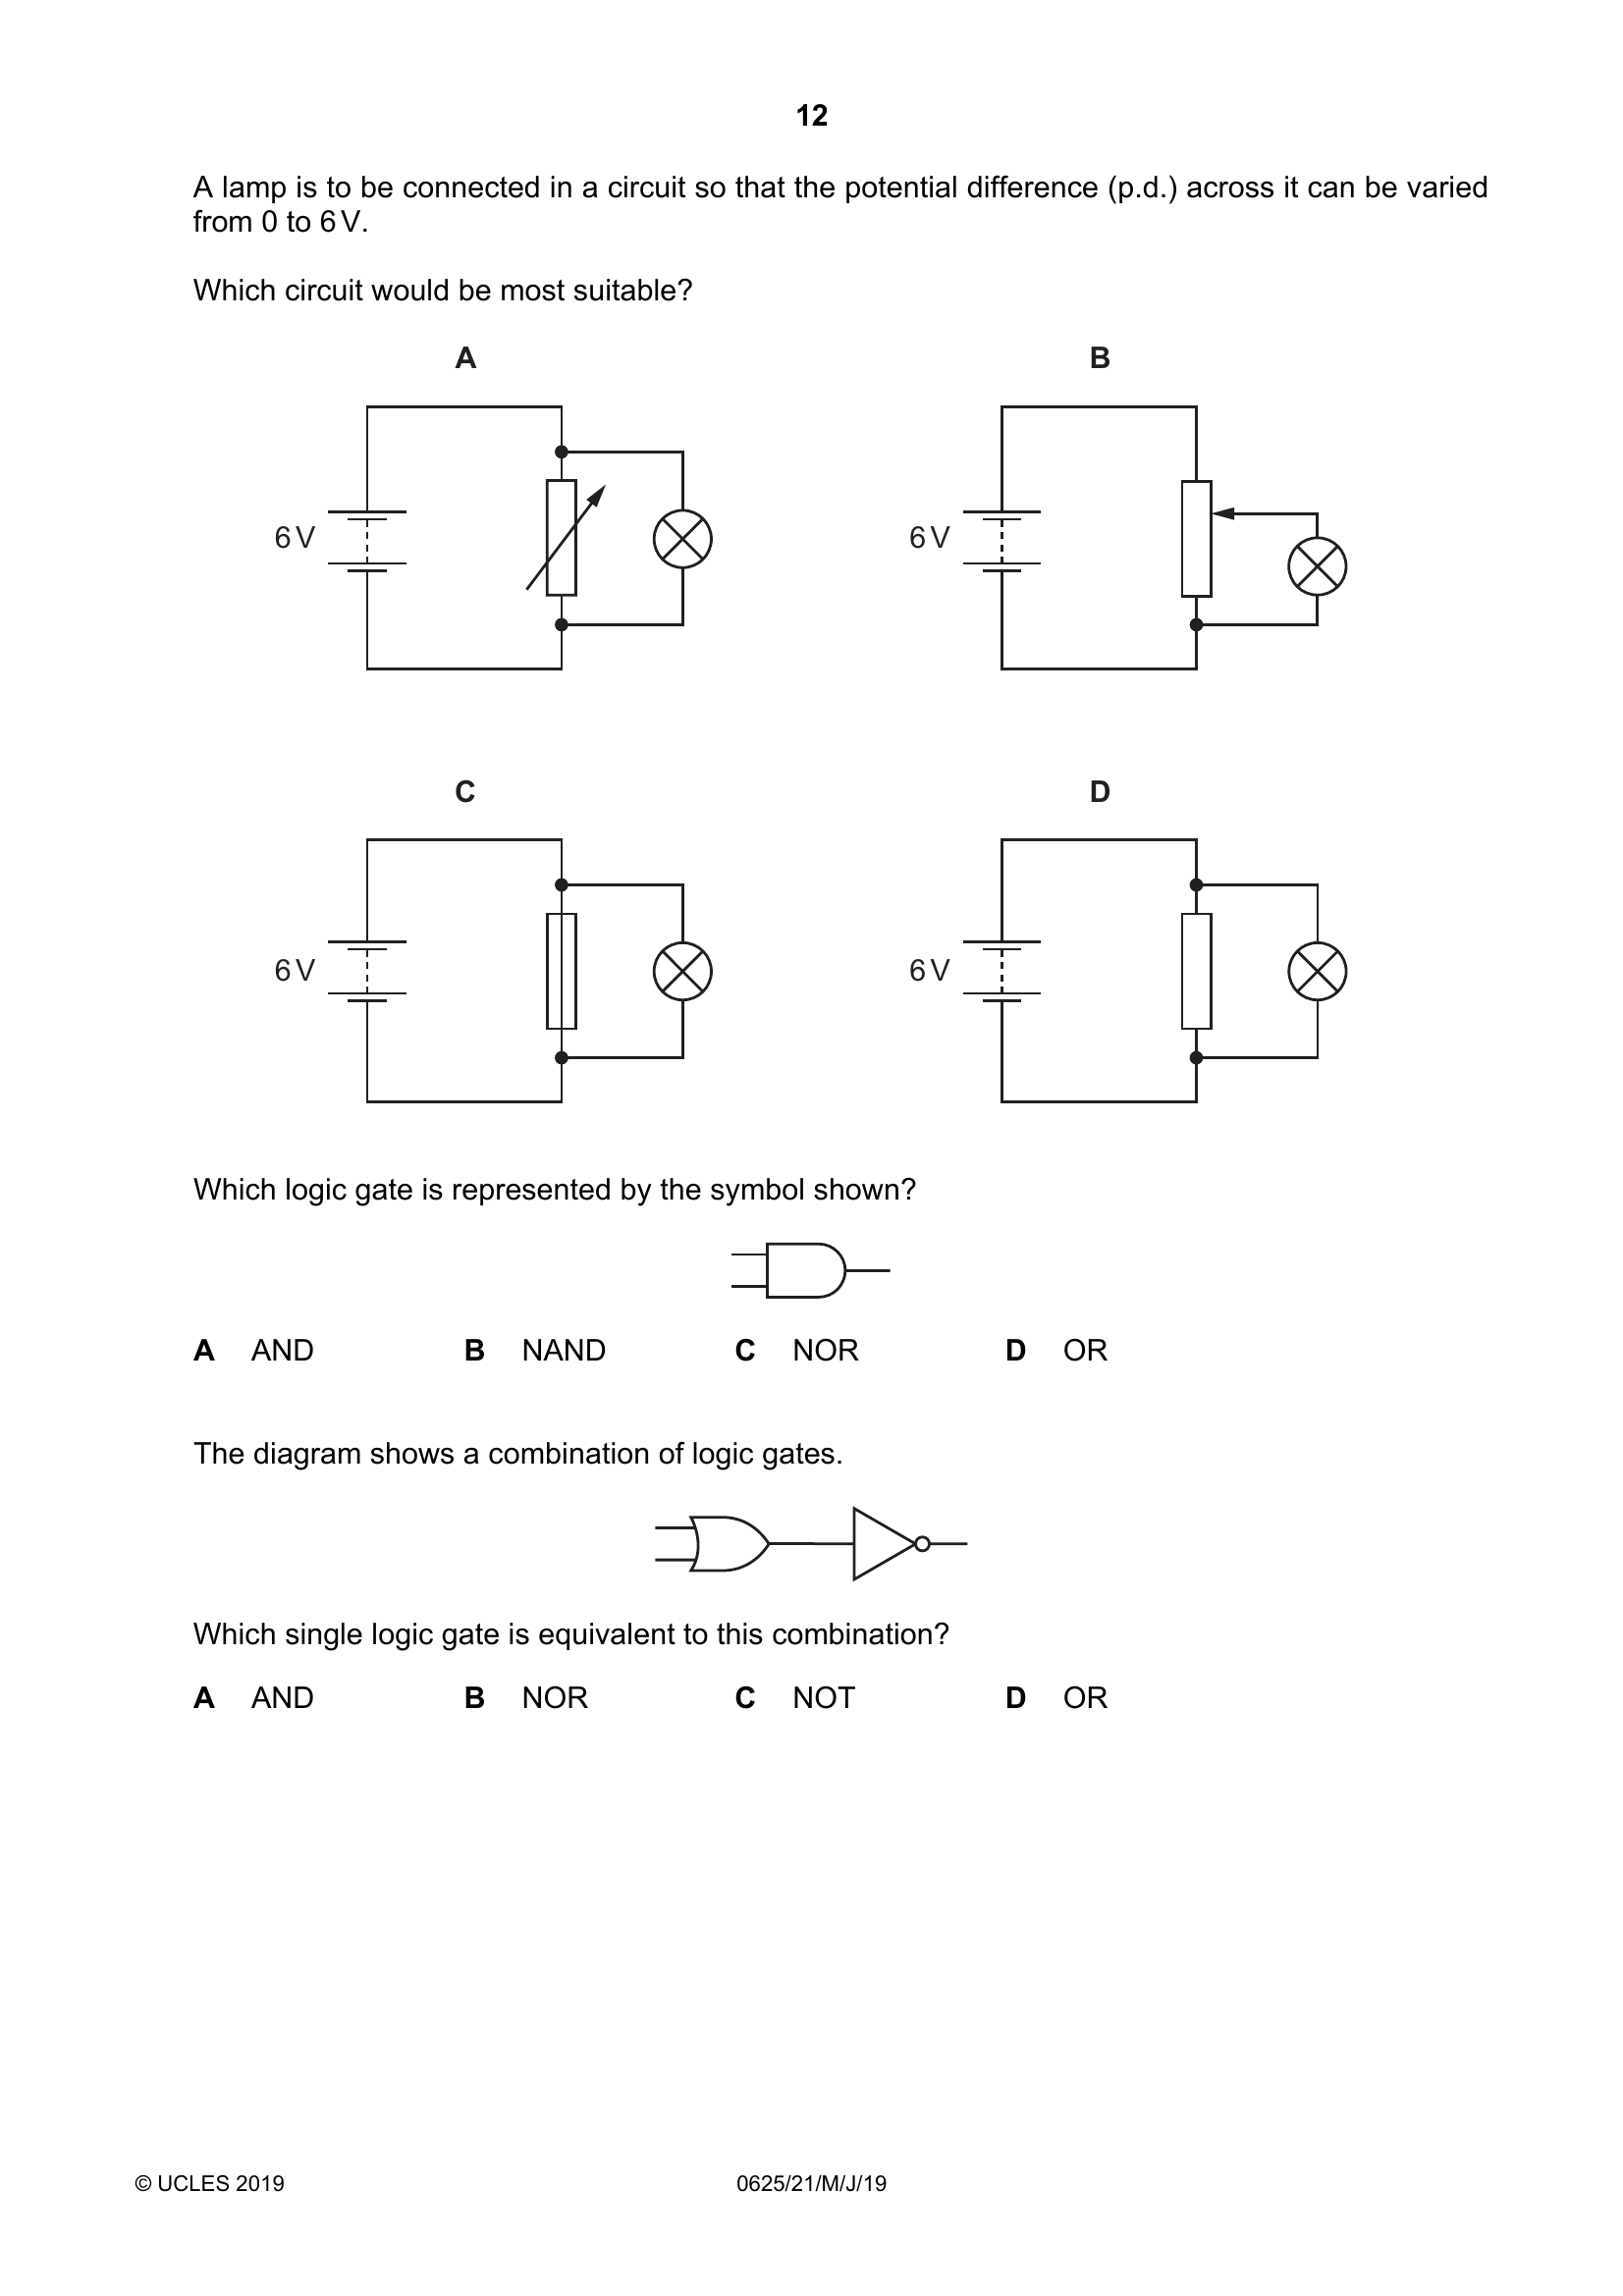 12
A lamp is to be connected in a circuit so that the potential difference (p.d.) across it can be varied
from 0 to 6 V.
Which circuit would be most suitable?
A B
6 V 6 V
C D
6 V 6 V
Which logic gate is represented by the symbol shown?
A AND B NAND C NOR D OR
The diagram shows a combination of logic gates.
Which single logic gate is equivalent to this combination?
A AND B NOR C NOT D OR
© UCLES 2019 0625/21/M/J/19